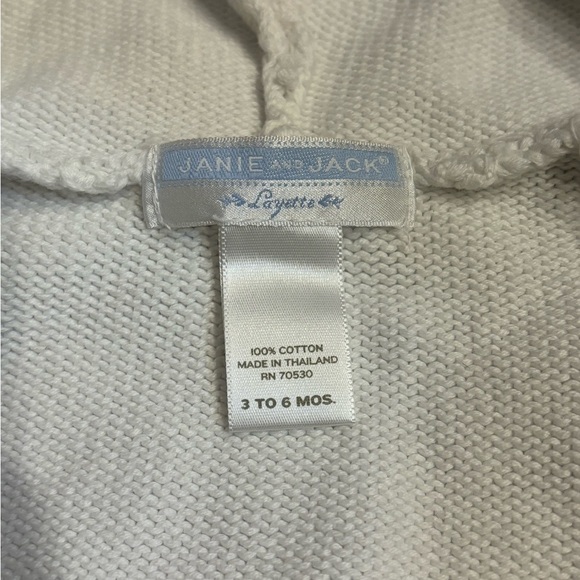 JANIE AND JACK®
Layette
100% COTTON
MADE IN THAILAND
RN 70530
3 TO 6 MOS.